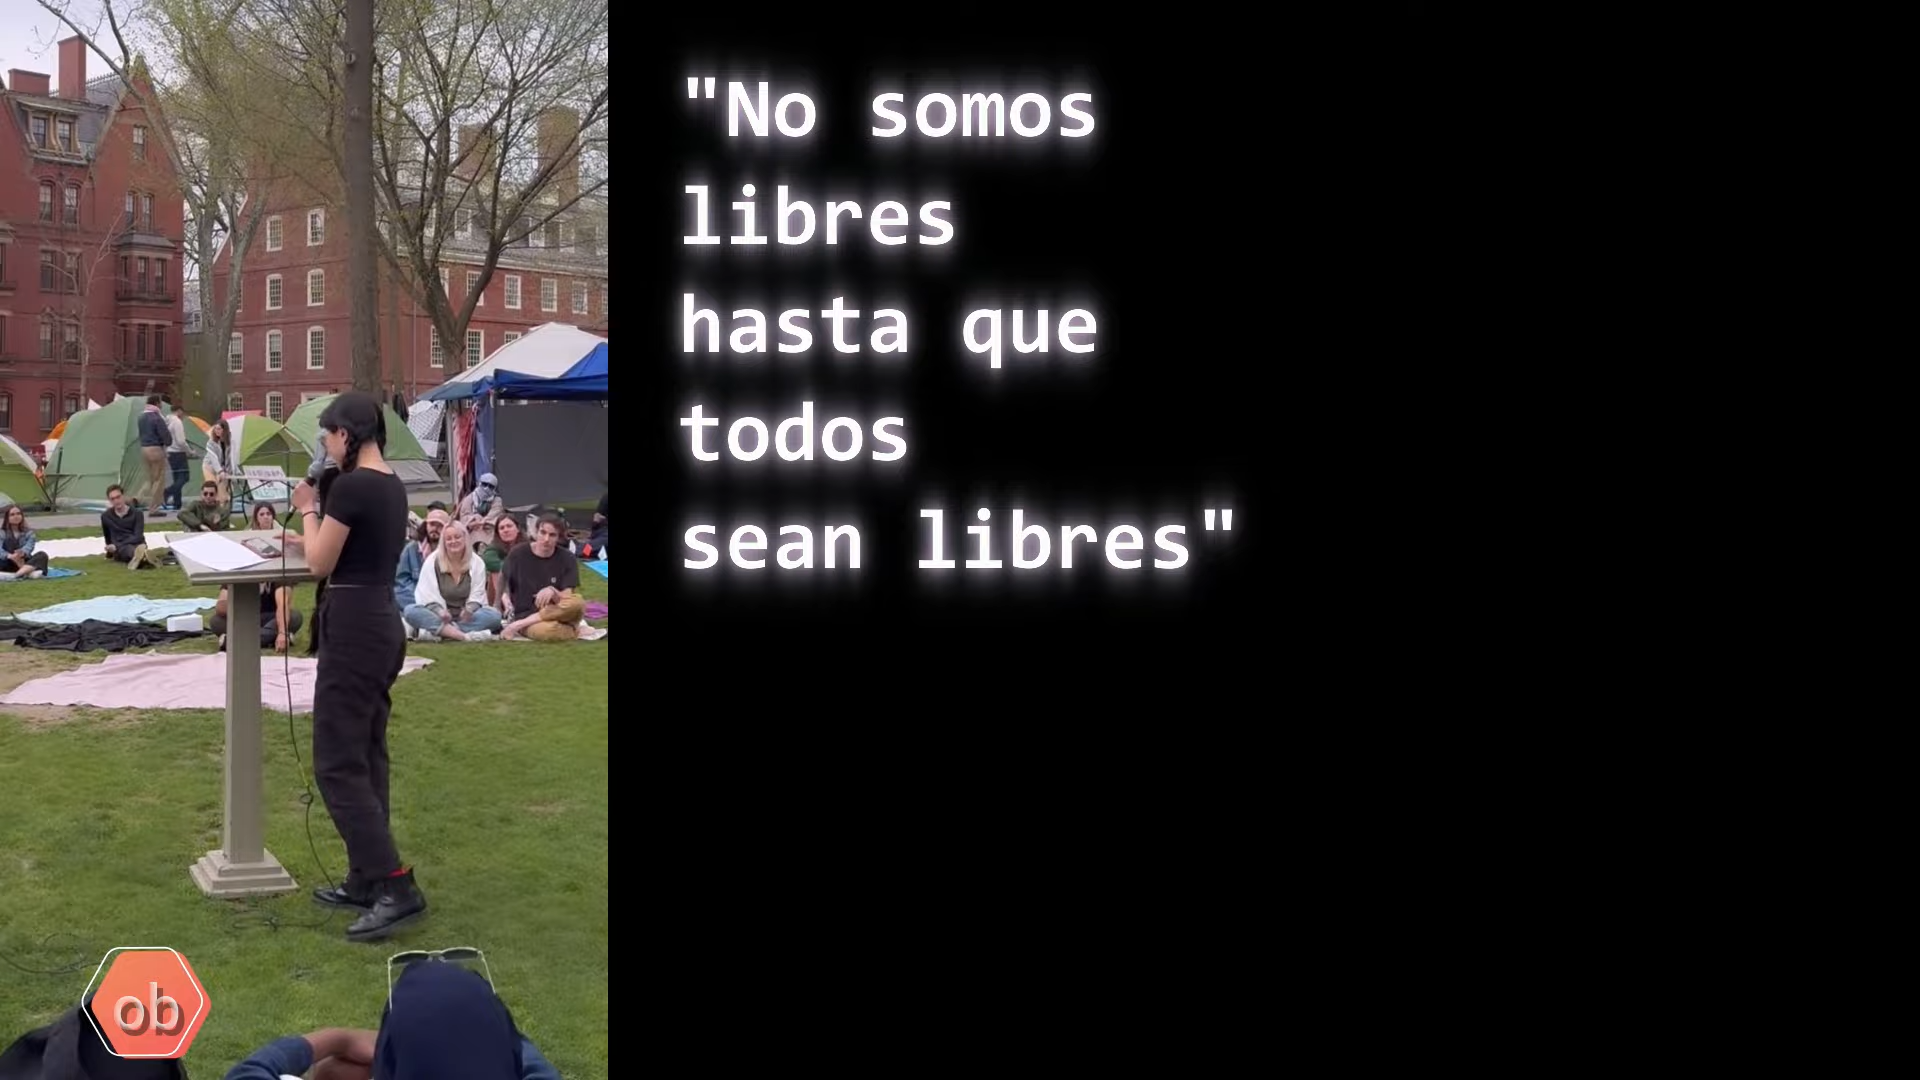 "No somos
libres
hasta que
todos
sean libres"
ob